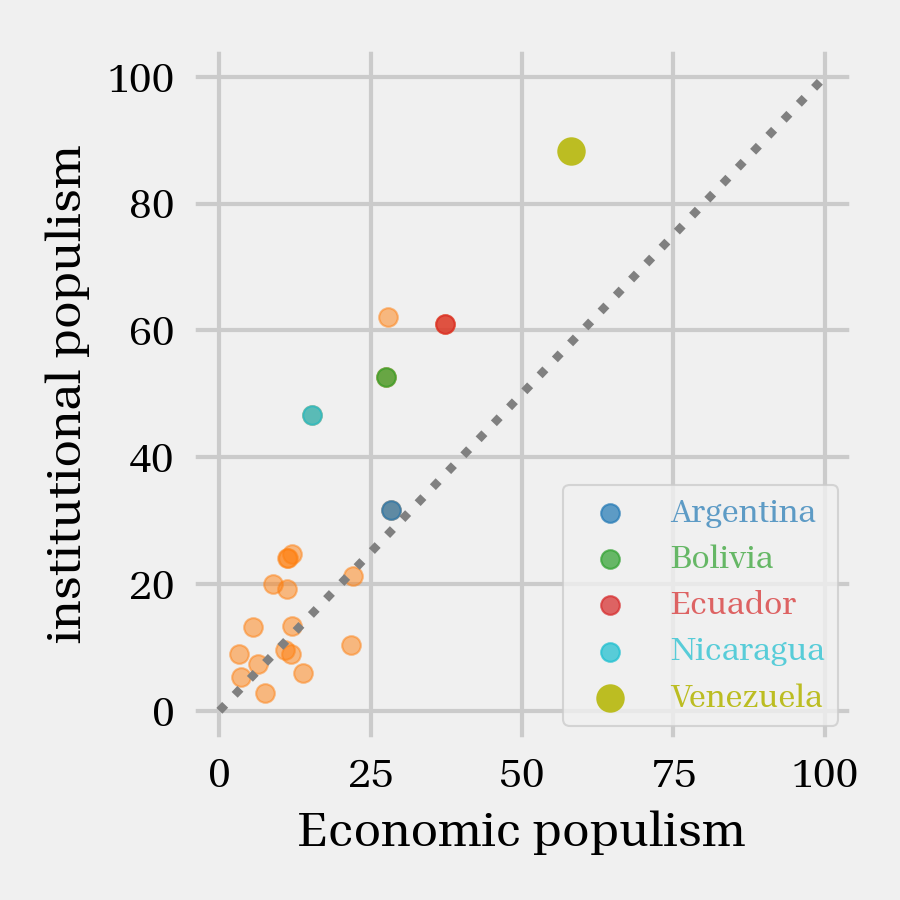 institutional populism
100
80
60
40
20
0
Argentina
Bolivia
Ecuador
Nicaragua
Venezuela
0 25 50 75 100
Economic populism